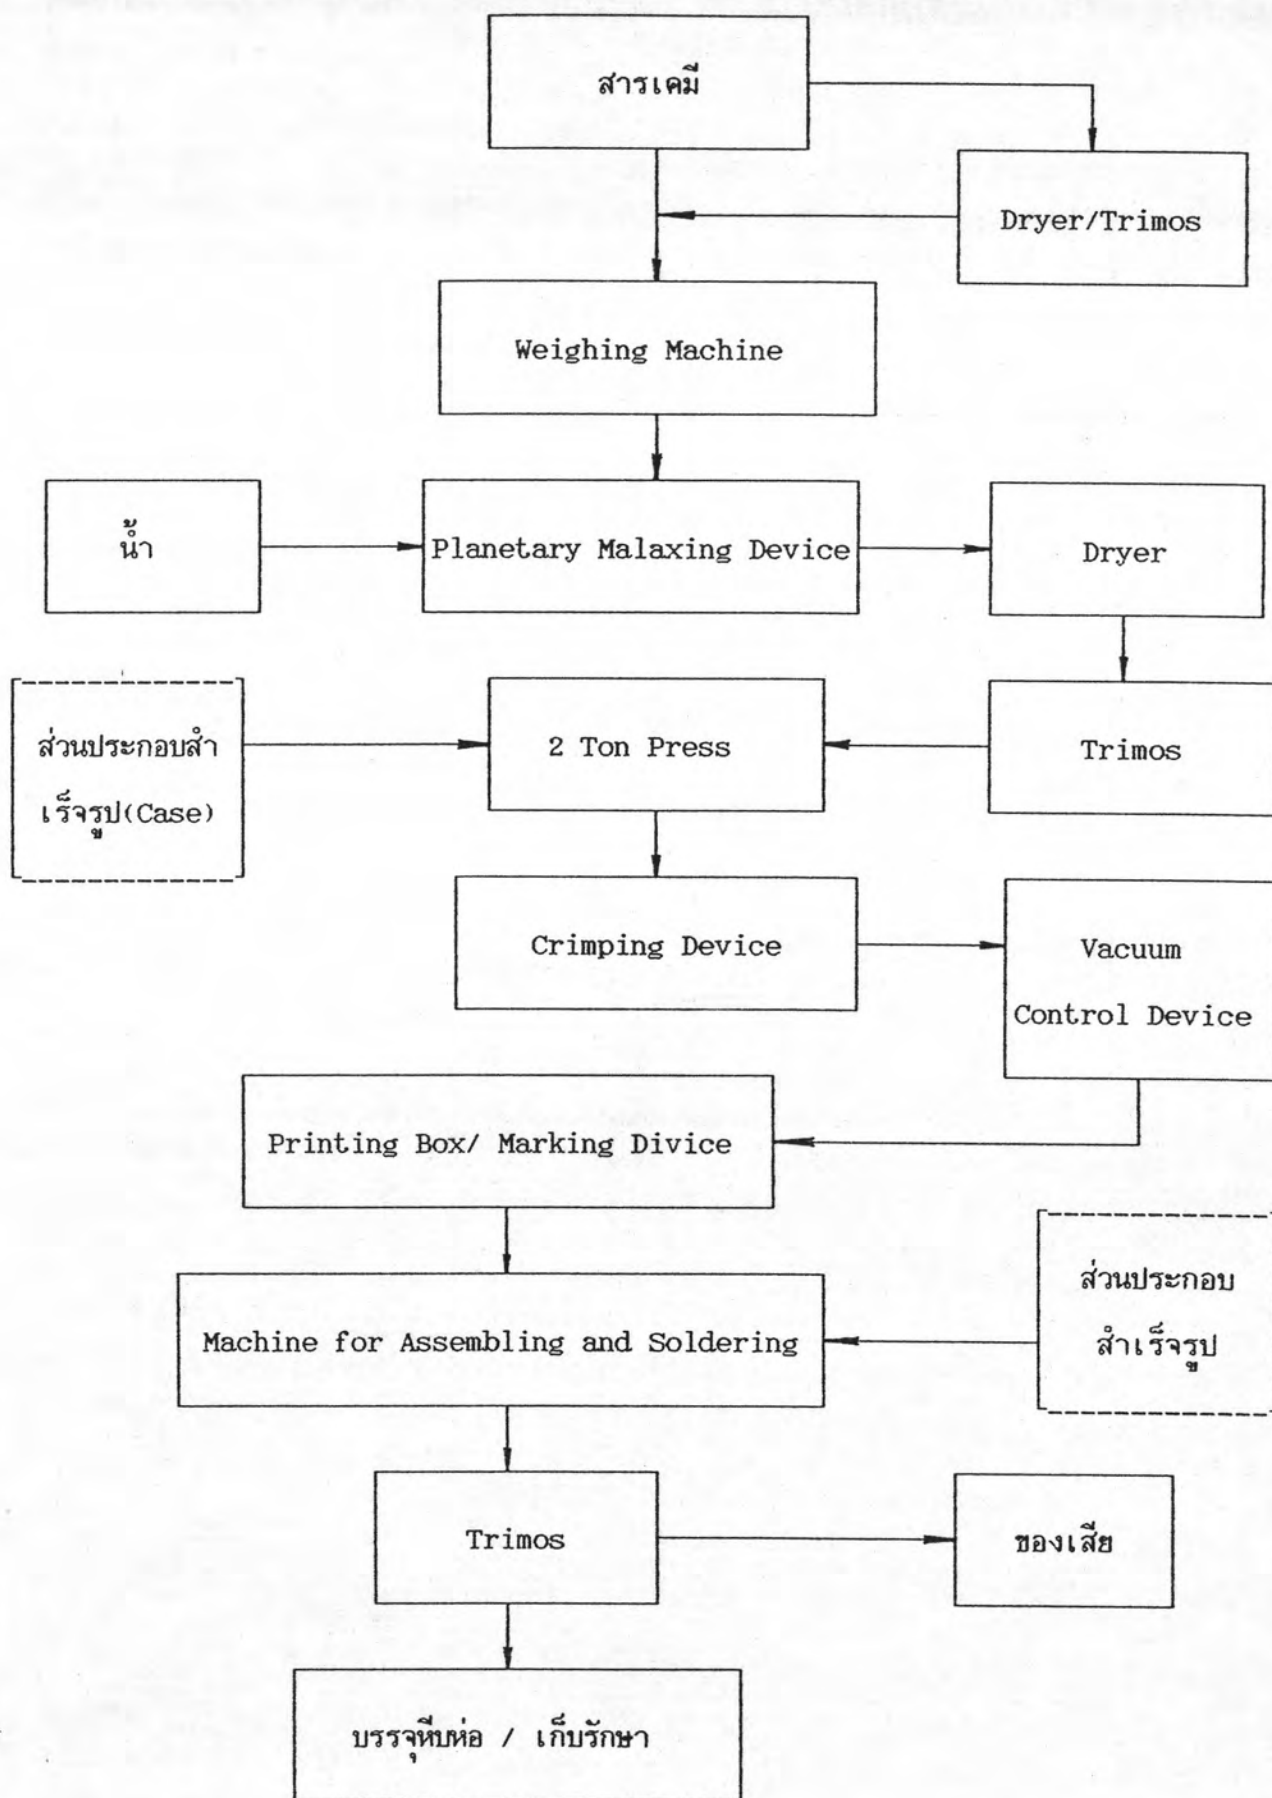 สารเคมี
Dryer/Trimos
Weighing Machine
น้ำ
Planetary Malaxing Device
Dryer
ส่วนประกอบสำ
เร็จรูป(Case)
2 Ton Press
Trimos
Crimping Device
Vacuum
Control Device
Printing Box/ Marking Divice
ส่วนประกอบ
สำเร็จรูป
Machine for Assembling and Soldering
Trimos
ของเสีย
บรรจุหีบห่อ / เก็บรักษา